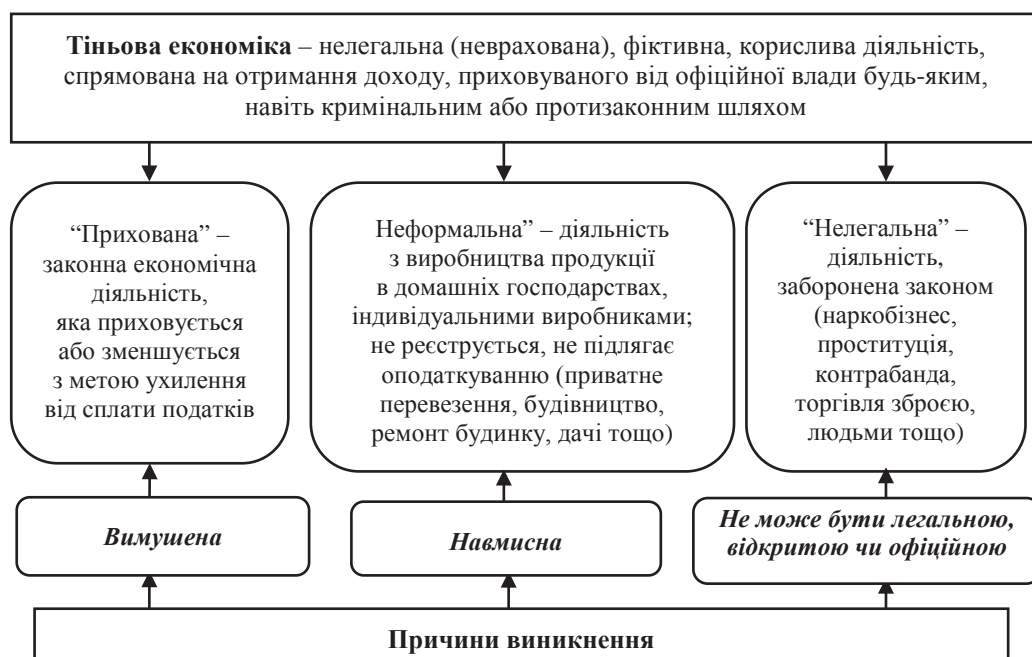 Тіньова економіка – нелегальна (неврахована), фіктивна, корислива діяльність,
спрямована на отримання доходу, приховуваного від офіційної влади будь-яким,
навіть кримінальним або протизаконним шляхом
“Прихована” –
законна економічна
діяльність,
яка приховується
або зменшується
з метою ухилення
від сплати податків
Неформальна” – діяльність
з виробництва продукції
в домашніх господарствах,
індивідуальними виробниками;
не реєструється, не підлягає
оподаткуванню (приватне
перевезення, будівництво,
ремонт будинку, дачі тощо)
“Нелегальна” –
діяльність,
заборонена законом
(наркобізнес,
проституція,
контрабанда,
торгівля зброєю,
людьми тощо)
Вимушена
Навмисна
Не може бути легальною,
відкритою чи офіційною
Причини виникнення